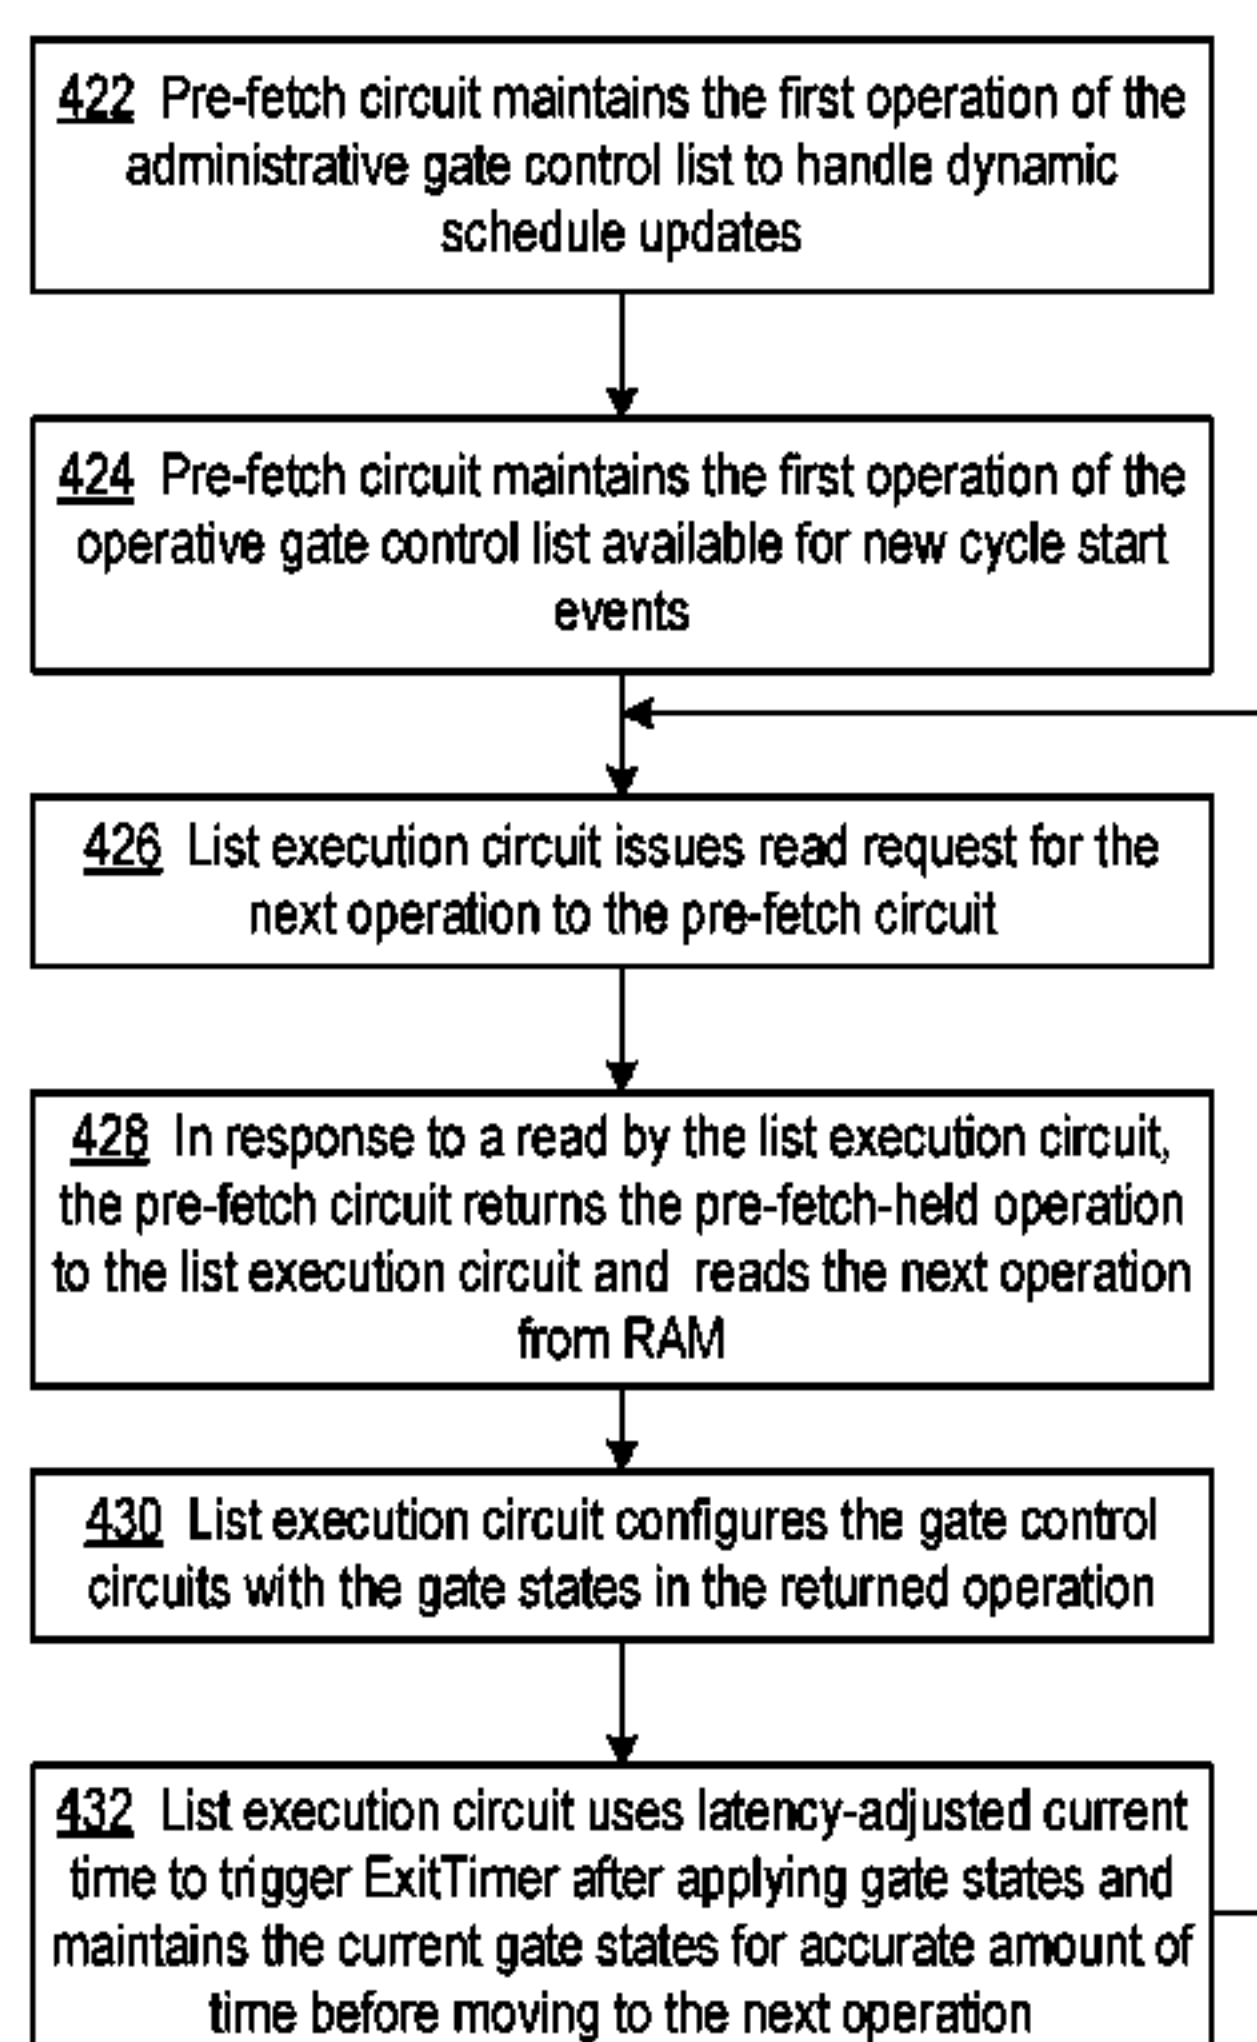 422 Pre-fetch circuit maintains the first operation of the
administrative gate control list to handle dynamic
schedule updates
424 Pre-fetch circuit maintains the first operation of the
operative gate control list available for new cycle start
events
426 List execution circuit issues read request for the
next operation to the pre-fetch circuit
428 In response to a read by the list execution circuit,
the pre-fetch circuit returns the pre-fetch-held operation
to the list execution circuit and reads the next operation
from RAM
430 List execution circuit configures the gate control
circuits with the gate states in the returned operation
432 List execution circuit uses latency-adjusted current
time to trigger ExitTimer after applying gate states and
maintains the current gate states for accurate amount of
time before moving to the next operation